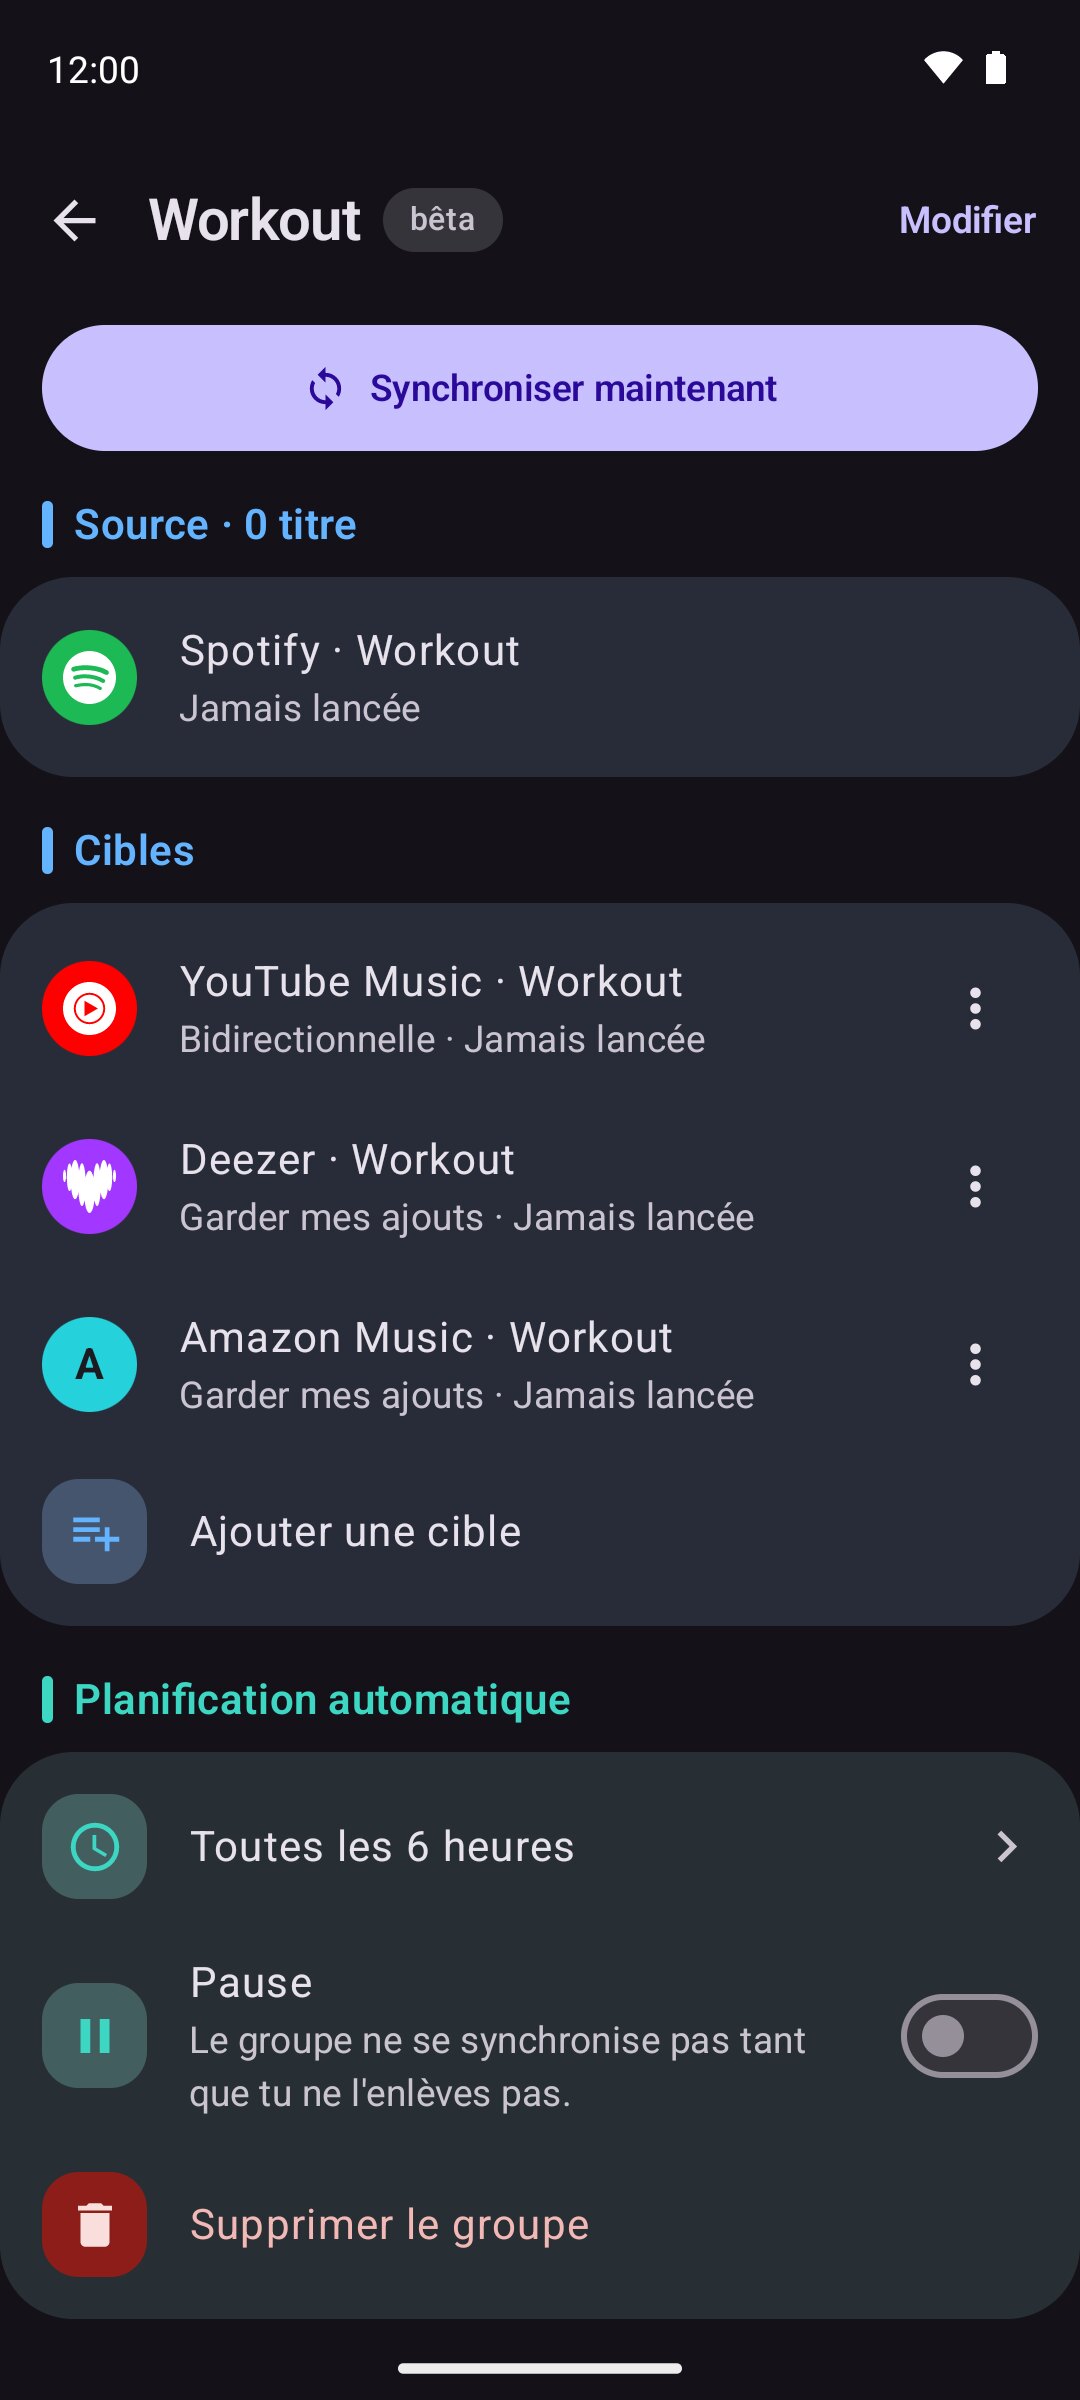 12:00
Workout
bêta
Modifier
Synchroniser maintenant
Source · 0 titre
Spotify · Workout
Jamais lancée
Cibles
YouTube Music · Workout
Bidirectionnelle · Jamais lancée
Deezer · Workout
Garder mes ajouts · Jamais lancée
A
Amazon Music · Workout
Garder mes ajouts · Jamais lancée
Ajouter une cible
Planification automatique
Toutes les 6 heures
Pause
Le groupe ne se synchronise pas tant
que tu ne l'enlèves pas.
Supprimer le groupe